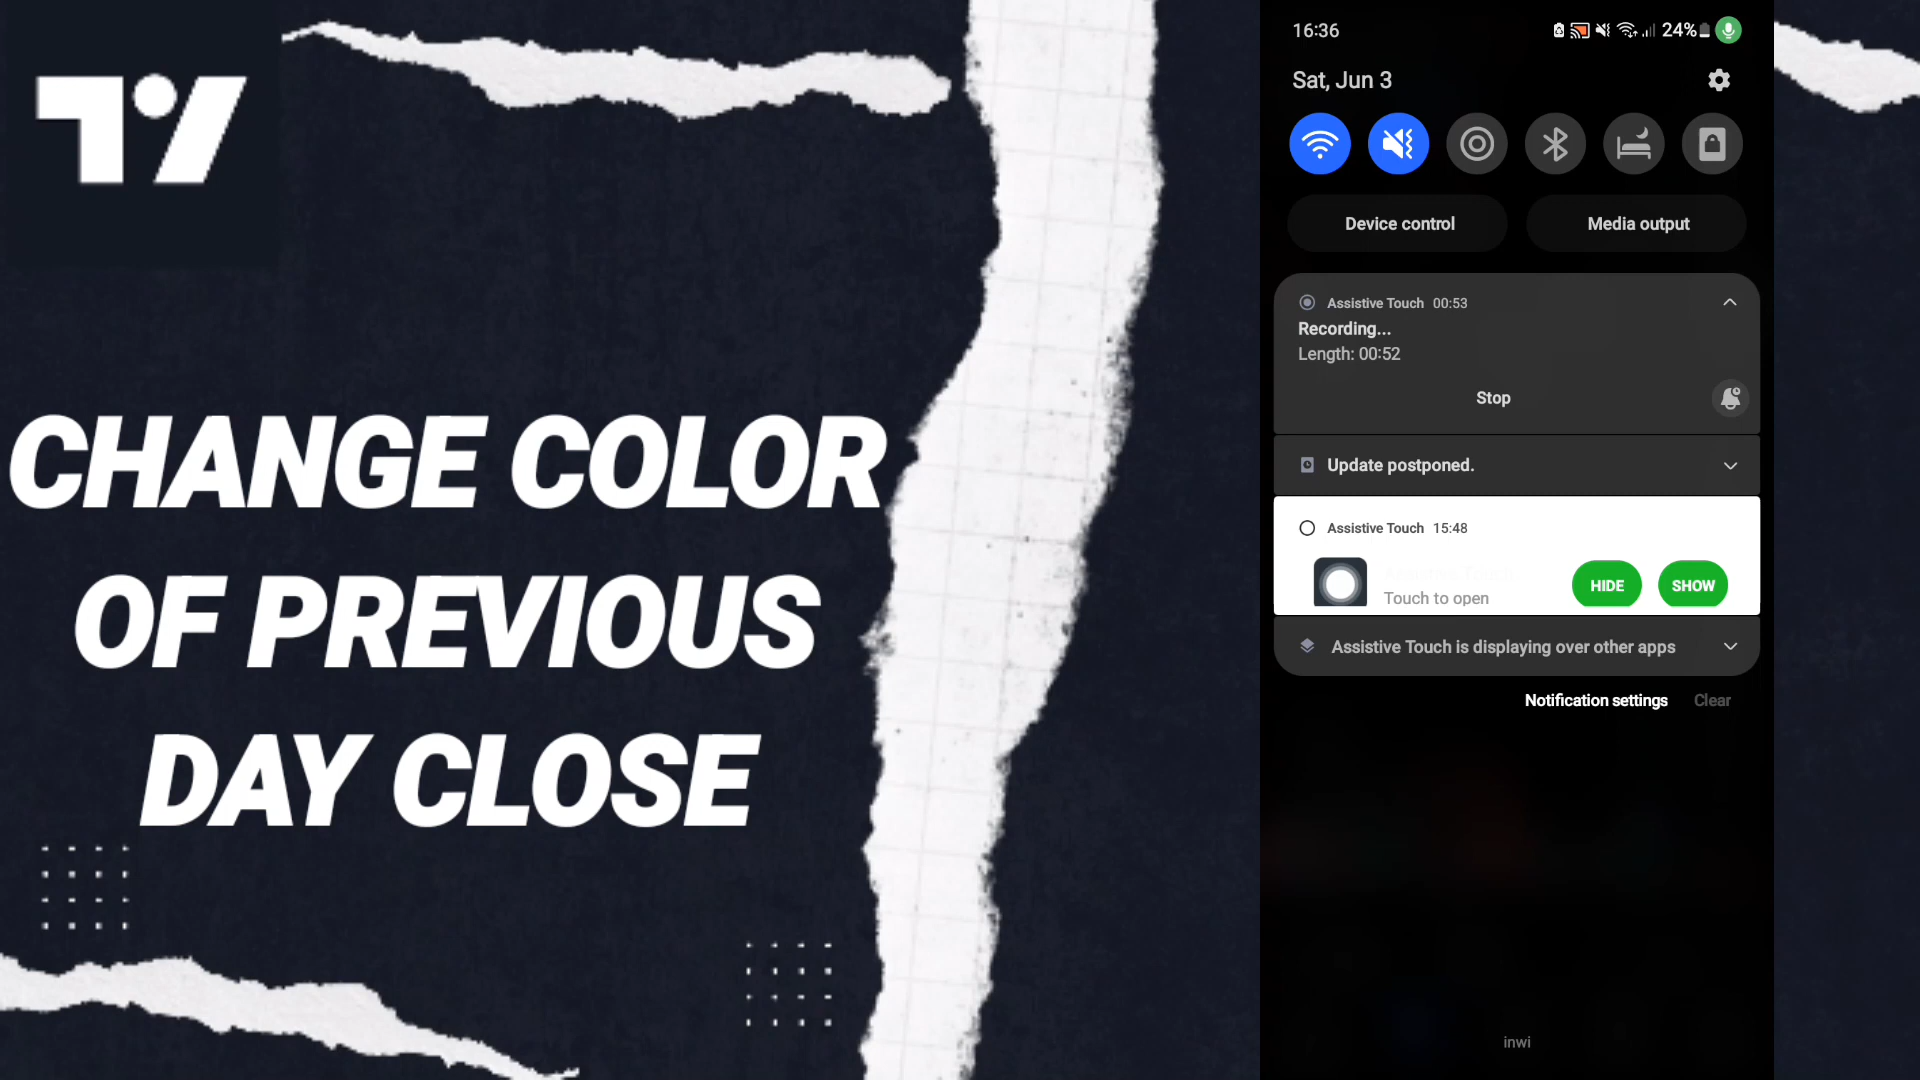 CHANGE COLOR
OF PREVIOUS
DAY CLOSE
16:36
24%
Sat, Jun 3
Device control
Media output
Assistive Touch 00:53
Recording...
Length: 00:52
Stop
Update postponed.
Assistive Touch 15:48
Touch to open
HIDE
SHOW
Assistive Touch is displaying over other apps
Notification settings
Clear
inwi